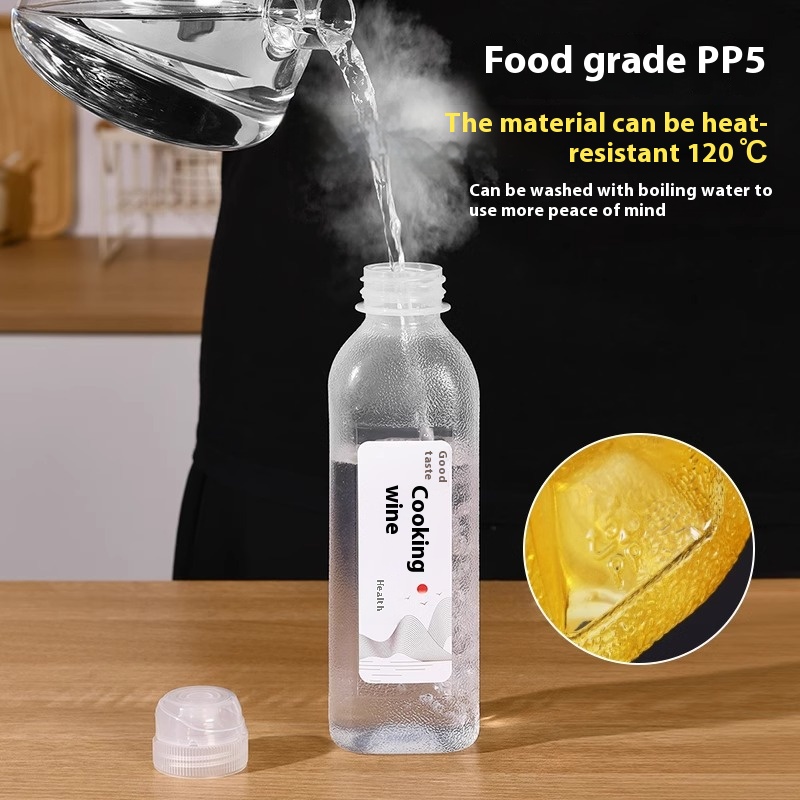 Food grade PP5
The material can be heat-
resistant 120 ℃
Can be washed with boiling water to
use more peace of mind
Good
taste
Cooking
wine
Health